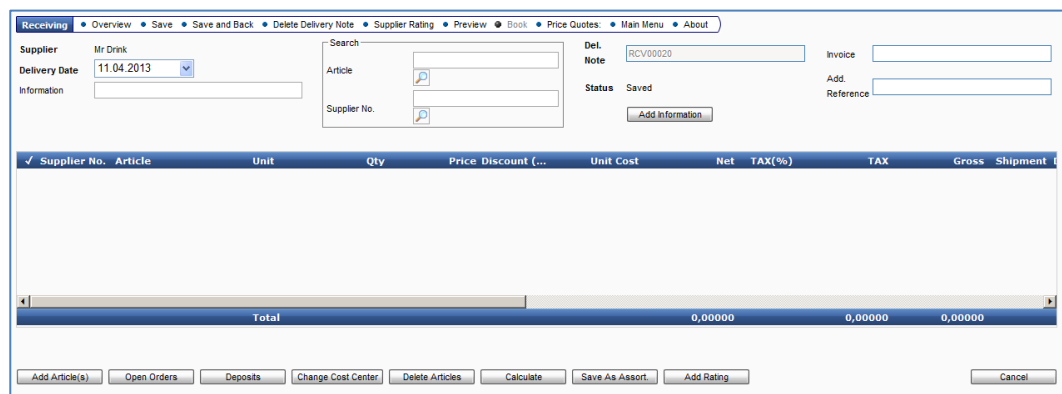 Receiving Overview Save Save and Back Delete Delivery Note Supplier Rating Preview Book Price Quotes: Main Menu About
Supplier Mr Drink
Delivery Date 11.04.2013
Information
Search
Article
Supplier No.
Del. Note RCV00020
Status Saved
Add Information
Invoice
Add. Reference
✓ Supplier No. Article Unit Qty Price Discount (... Unit Cost Net TAX(%) TAX Gross Shipment
Total 0,00000 0,00000 0,00000
Add Article(s) Open Orders Deposits Change Cost Center Delete Articles Calculate Save As Assort. Add Rating Cancel